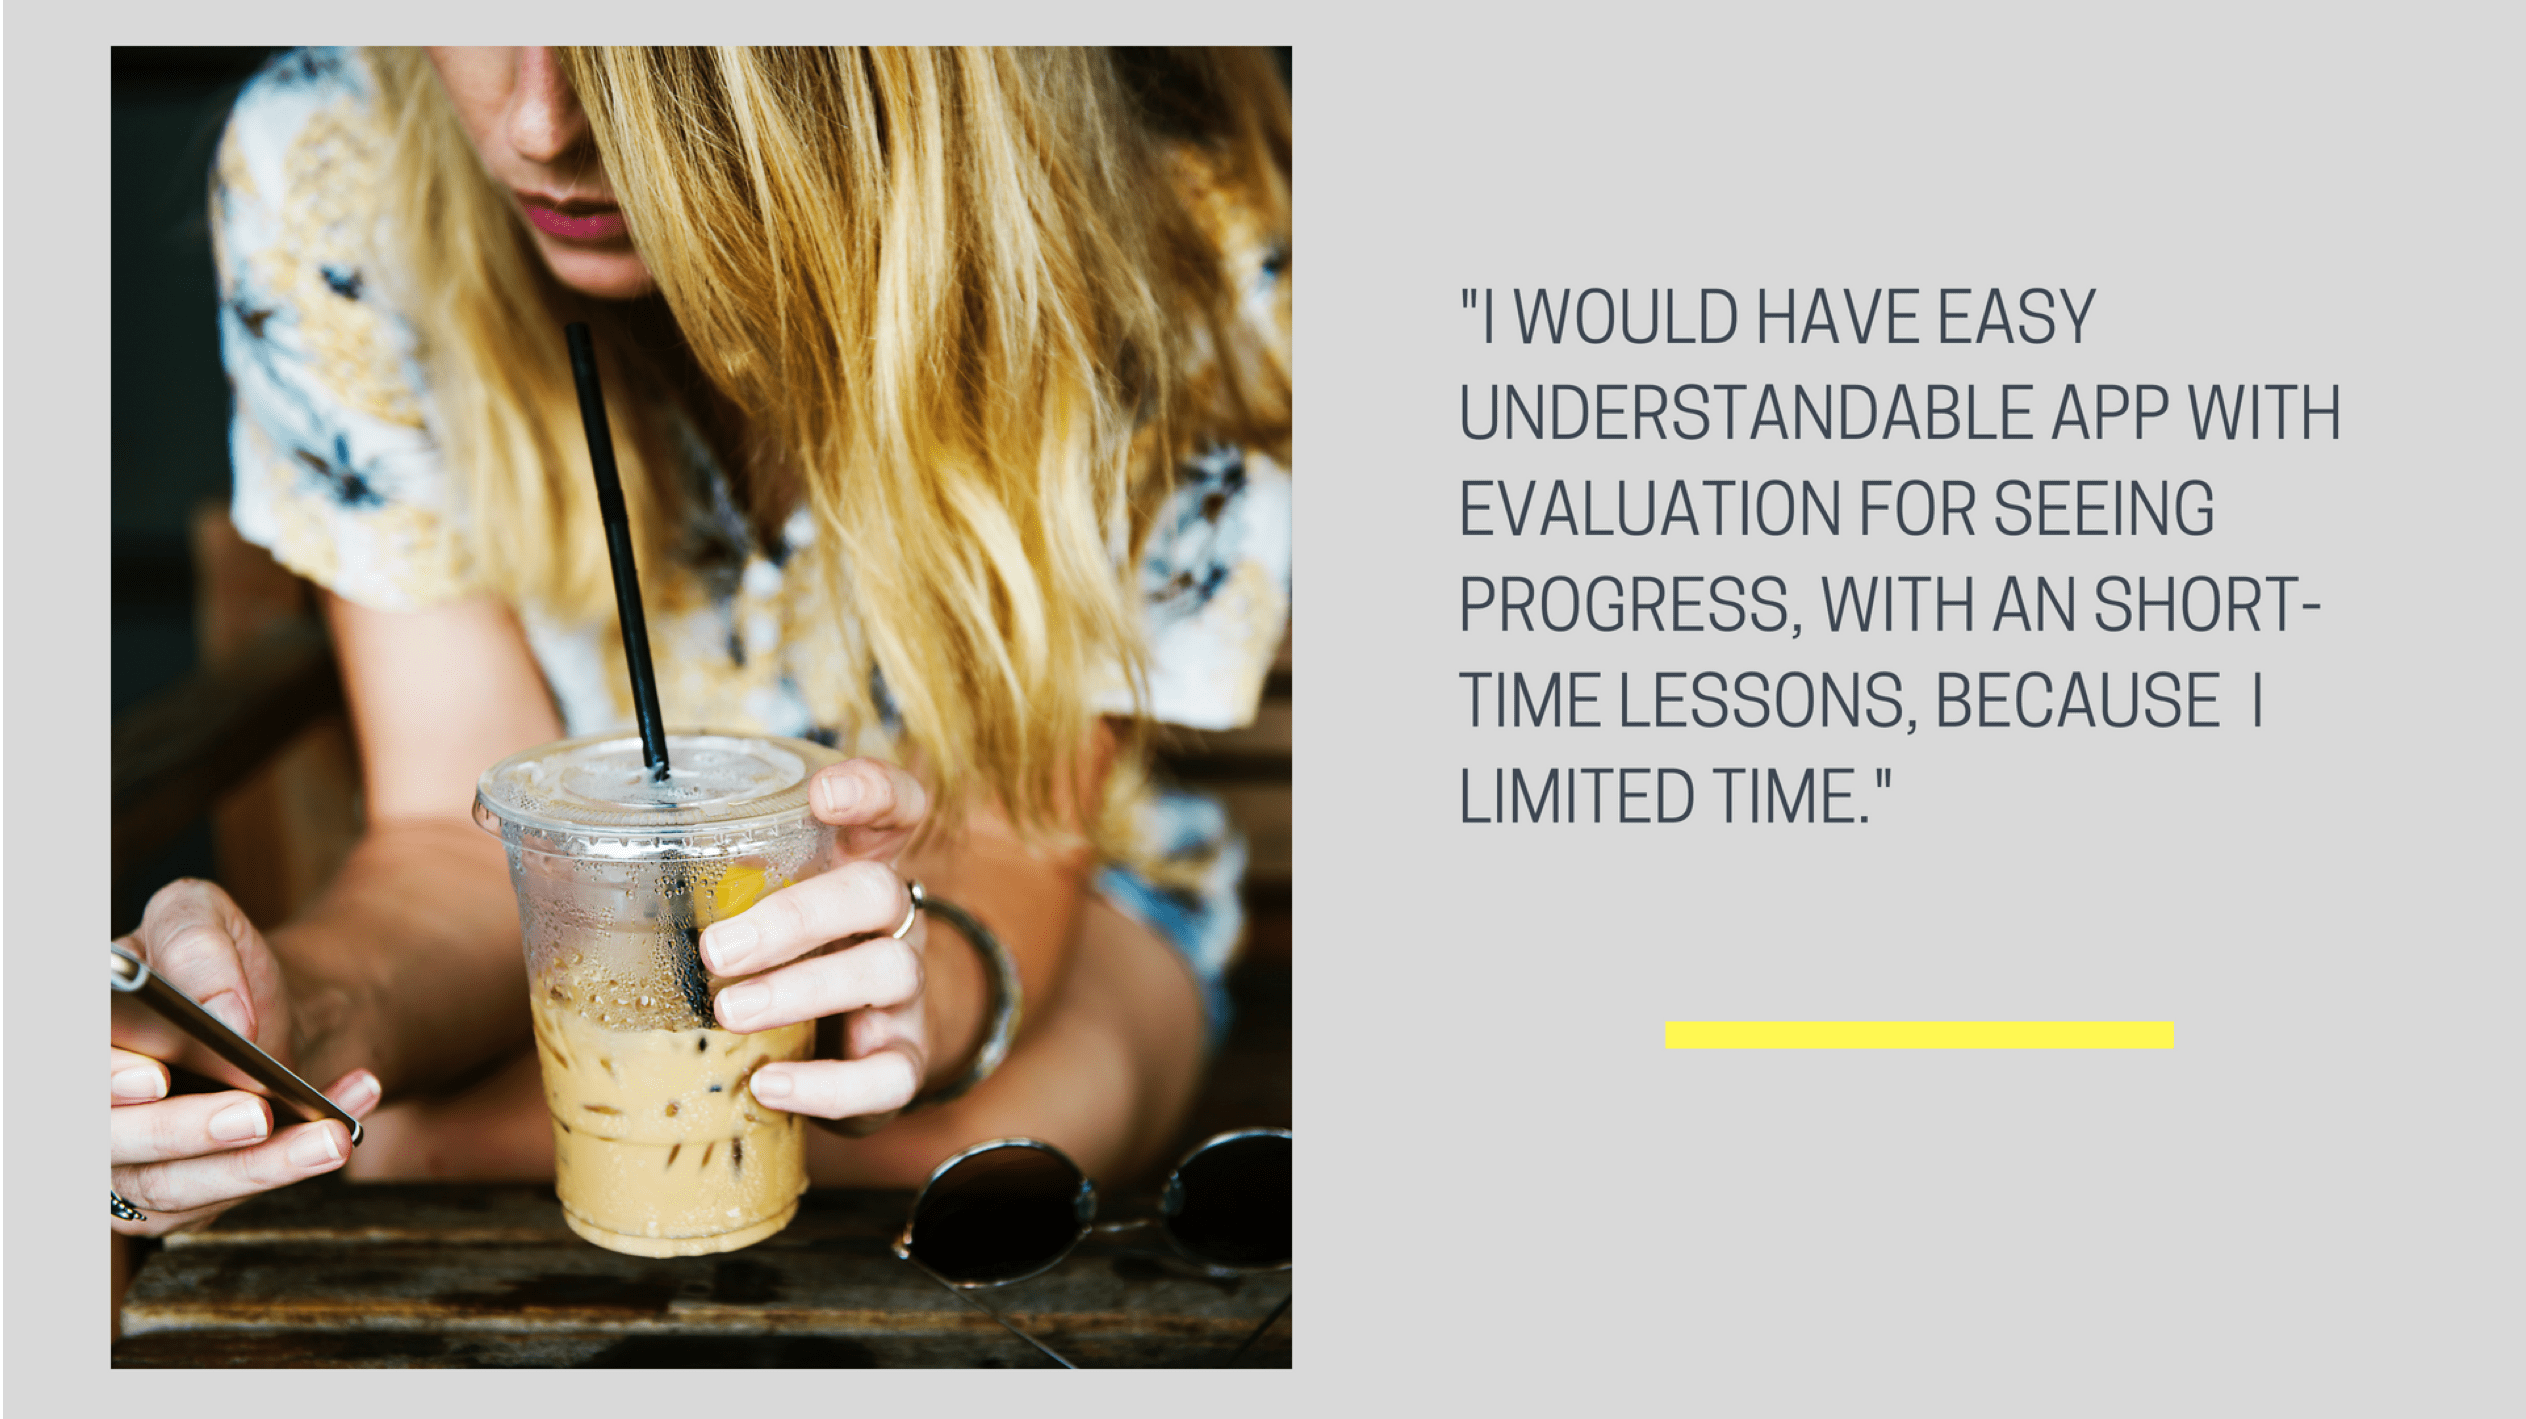 "I WOULD HAVE EASY
UNDERSTANDABLE APP WITH
EVALUATION FOR SEEING
PROGRESS, WITH AN SHORT-
TIME LESSONS, BECAUSE  I
LIMITED TIME."